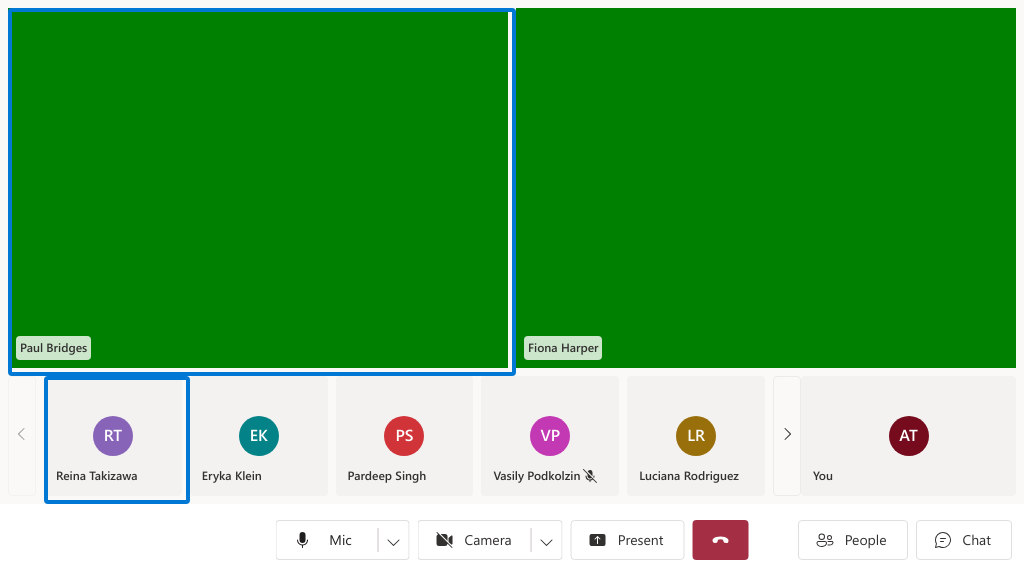 Paul Bridges
Fiona Harper
RT
EK
PS
VP
LR
AT
Reina Takizawa
Eryka Klein
Pardeep Singh
Vasily Podkolzin
Luciana Rodriguez
You
Mic
Camera
Present
People
Chat